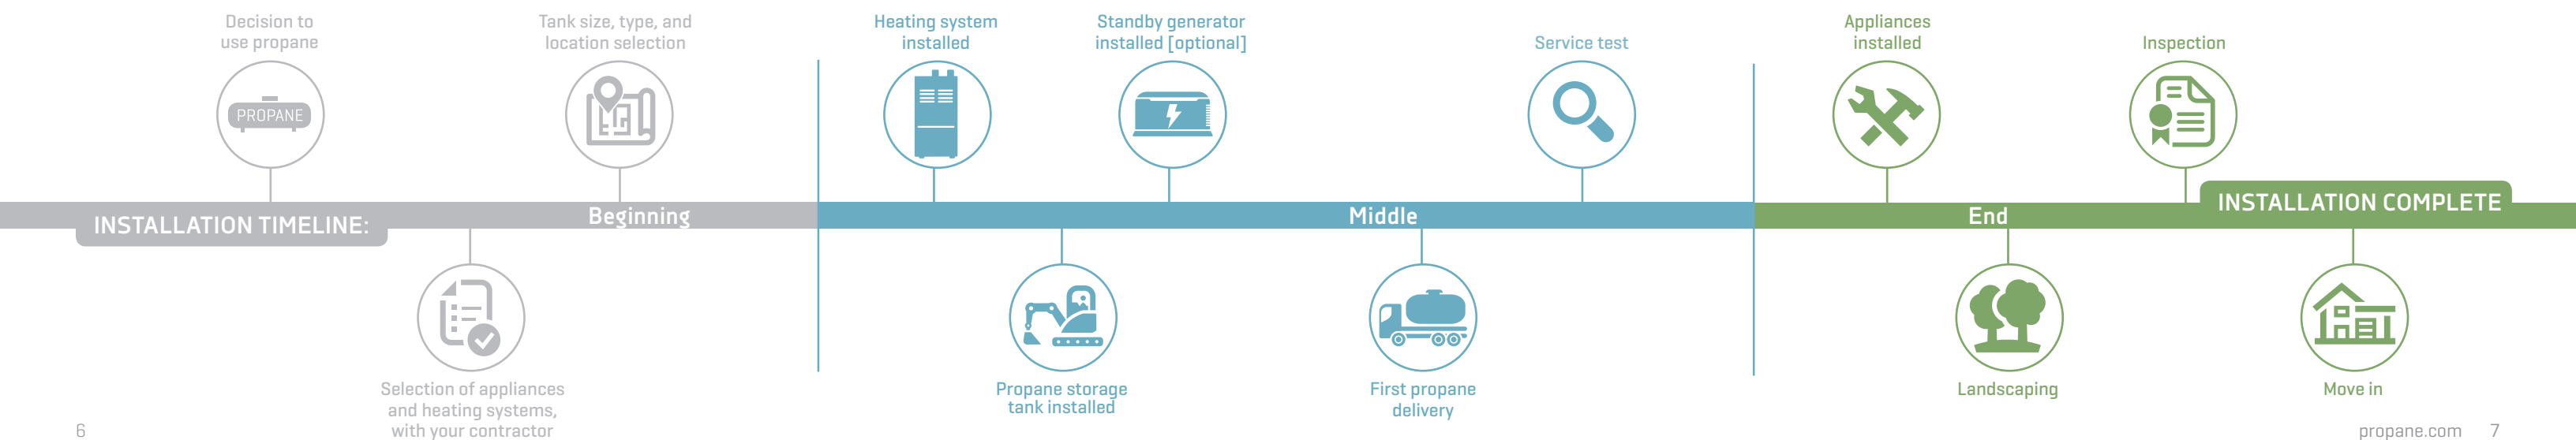 Decision to
use propane
Tank size, type, and
location selection
Heating system
installed
Standby generator
installed [optional]
Service test
Appliances
installed
Inspection
PROPANE
INSTALLATION TIMELINE:
Beginning
Middle
End
INSTALLATION COMPLETE
Selection of appliances
and heating systems,
with your contractor
Propane storage
tank installed
First propane
delivery
Landscaping
Move in
6
propane.com 7